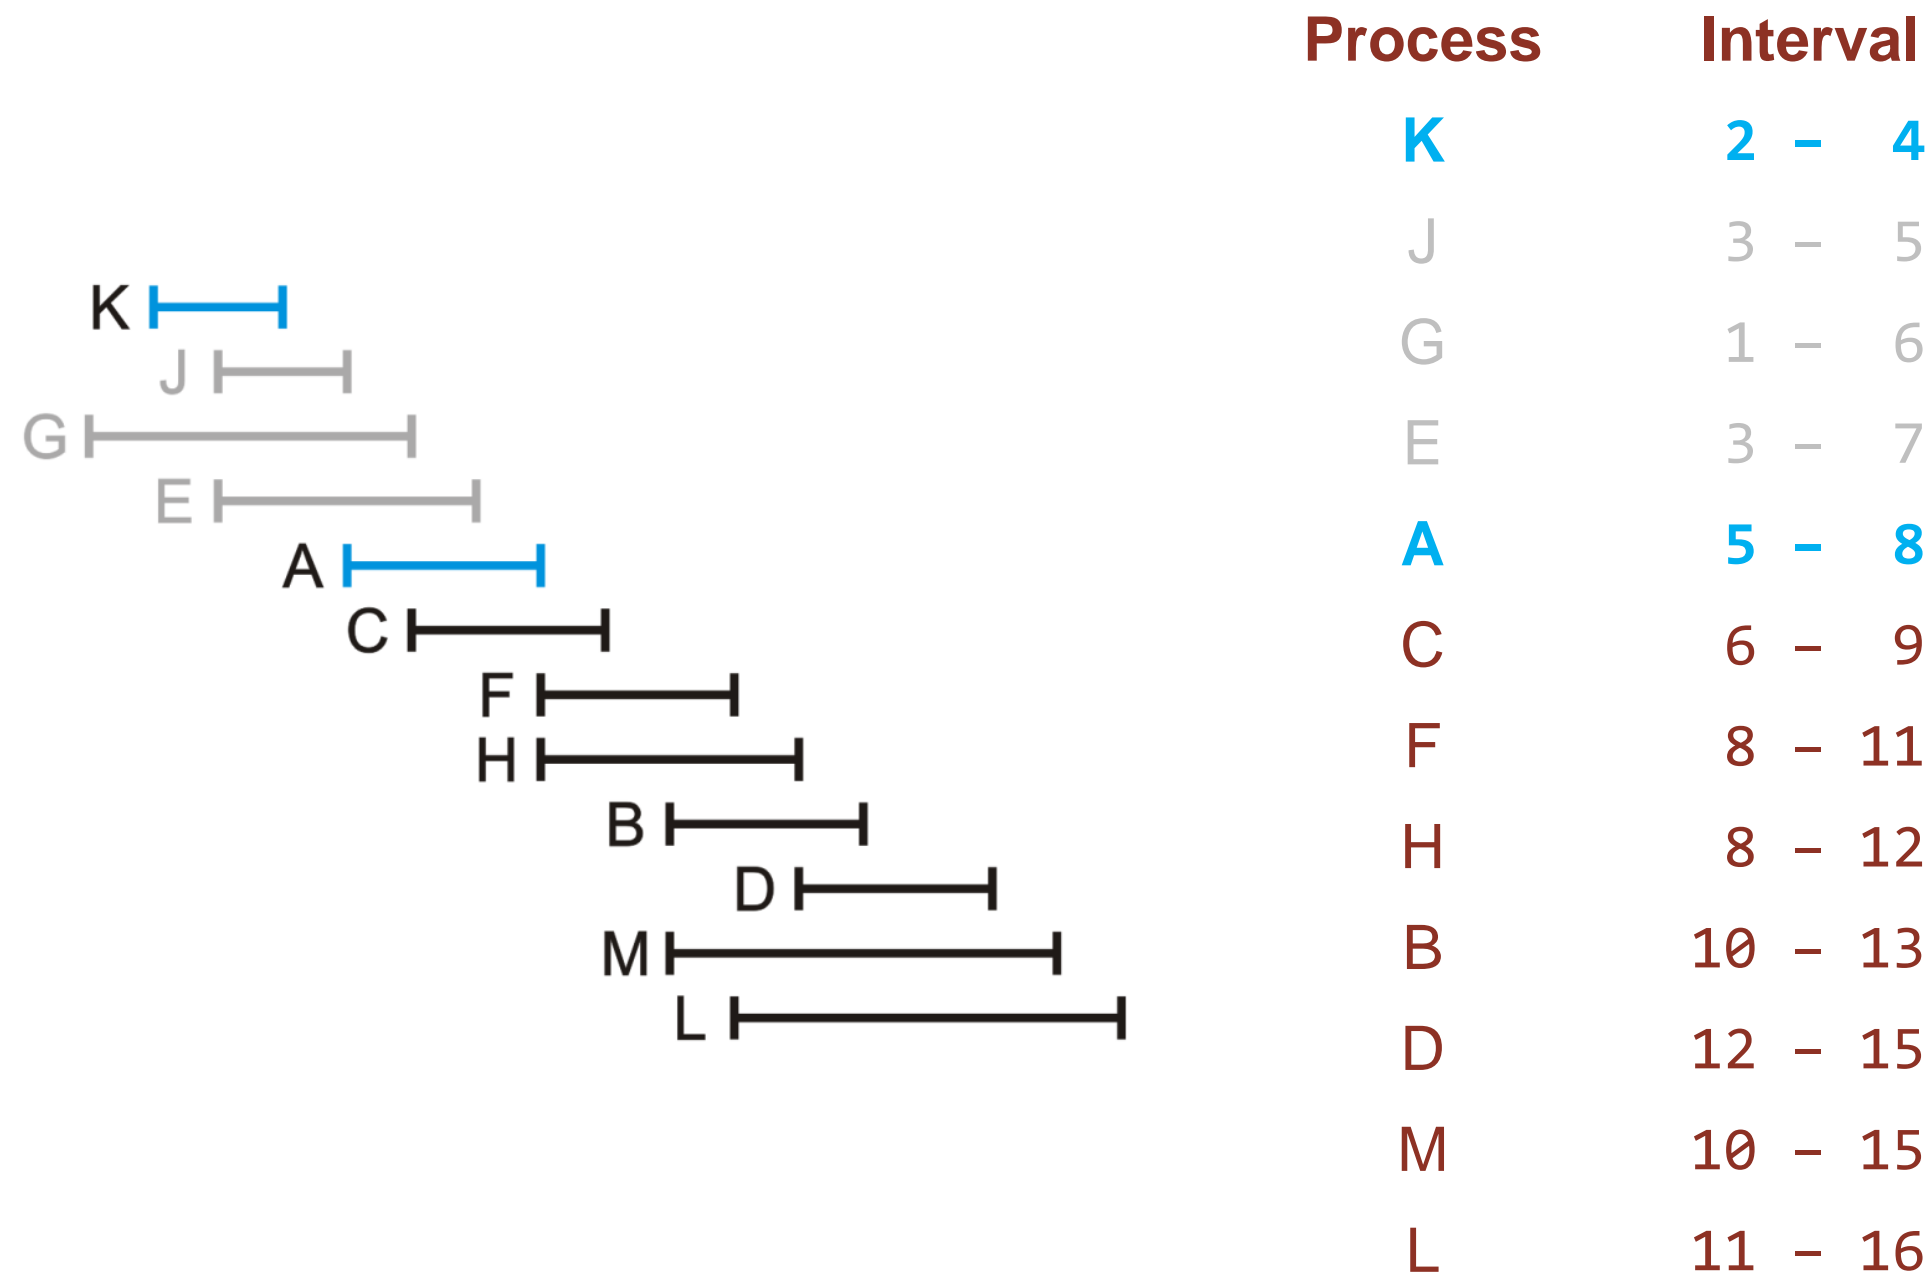 Process Interval
K 2 – 4
J 3 – 5
G 1 – 6
E 3 – 7
A 5 – 8
C 6 – 9
F 8 – 11
H 8 – 12
B 10 – 13
D 12 – 15
M 10 – 15
L 11 – 16
K
J
G
E
A
C
F
H
B
D
M
L